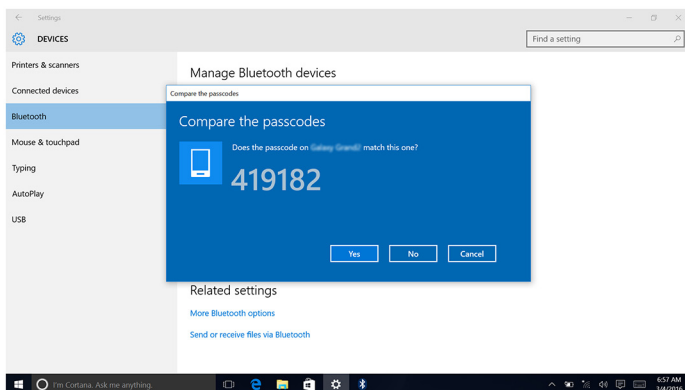 Settings
DEVICES
Find a setting
Printers & scanners
Connected devices
Bluetooth
Mouse & touchpad
Typing
AutoPlay
USB
Manage Bluetooth devices
Compare the passcodes
Compare the passcodes
Does the passcode on match this one?
419182
Yes No Cancel
Related settings
More Bluetooth options
Send or receive files via Bluetooth
I'm Cortana. Ask me anything.
6:57 AM
3/4/2016